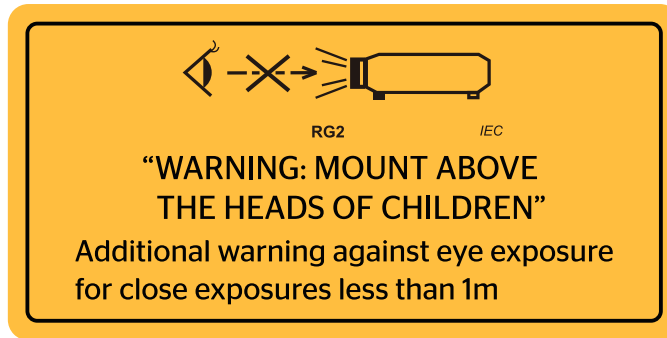 RG2 IEC
“WARNING: MOUNT ABOVE
THE HEADS OF CHILDREN”
Additional warning against eye exposure
for close exposures less than 1m